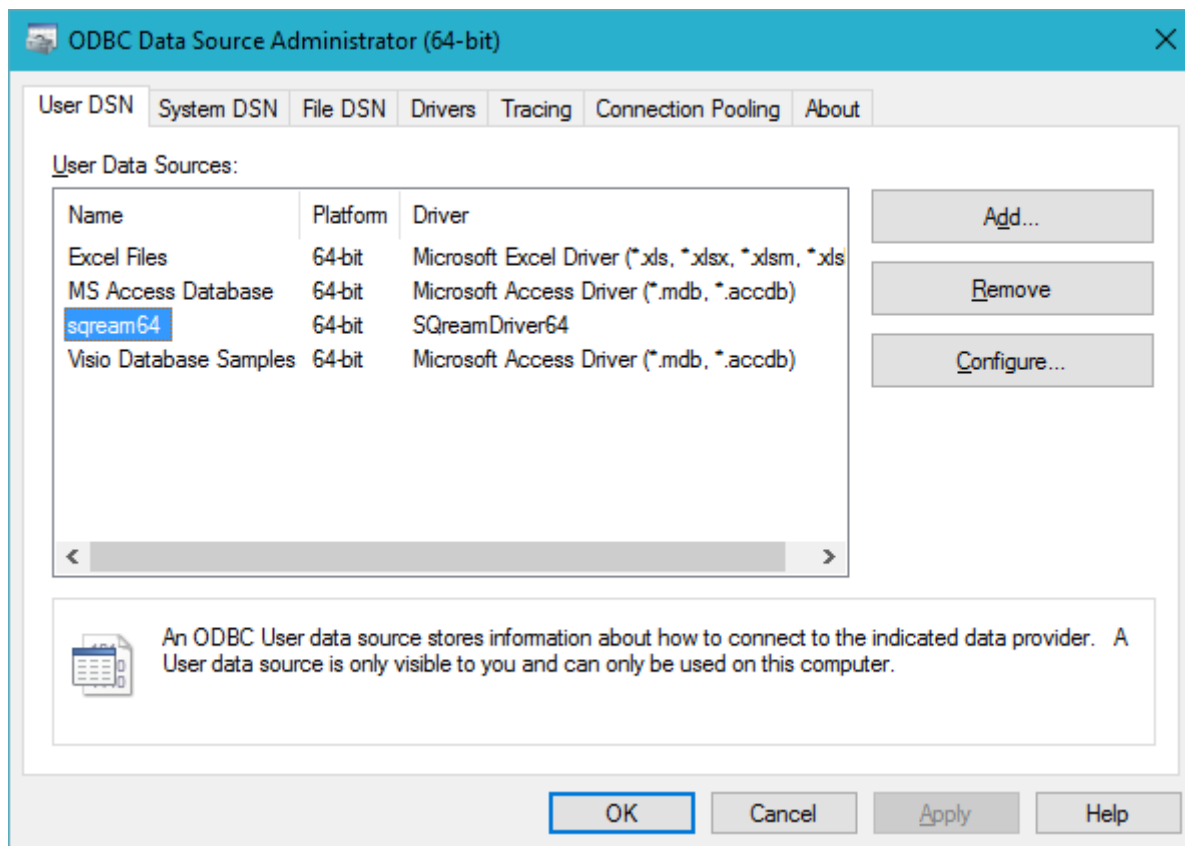 ODBC Data Source Administrator (64-bit)
User DSN System DSN File DSN Drivers Tracing Connection Pooling About
User Data Sources:
Name Platform Driver
Excel Files 64-bit Microsoft Excel Driver (*.xls, *.xlsx, *.xlsm, *.xls
MS Access Database 64-bit Microsoft Access Driver (*.mdb, *.accdb)
sqream64 64-bit SQreamDriver64
Visio Database Samples 64-bit Microsoft Access Driver (*.mdb, *.accdb)
Add...
Remove
Configure...
An ODBC User data source stores information about how to connect to the indicated data provider. A
User data source is only visible to you and can only be used on this computer.
OK Cancel Apply Help